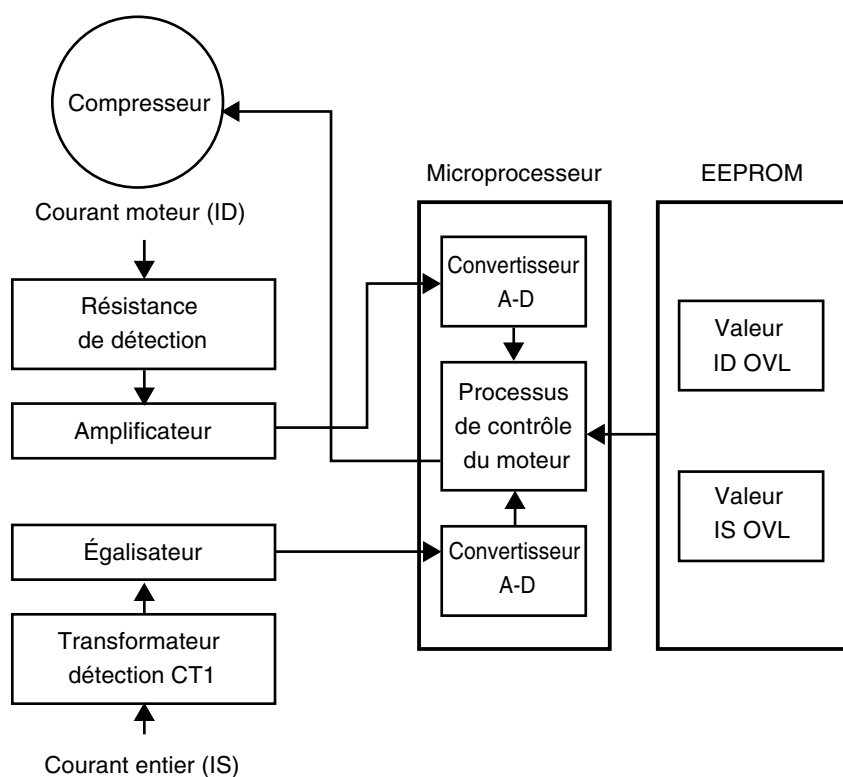 Compresseur
Courant moteur (ID)
Résistance
de détection
Amplificateur
Égalisateur
Transformateur
détection CT1
Courant entier (IS)
Microprocesseur
Convertisseur
A-D
Processus
de contrôle
du moteur
Convertisseur
A-D
EEPROM
Valeur
ID OVL
Valeur
IS OVL